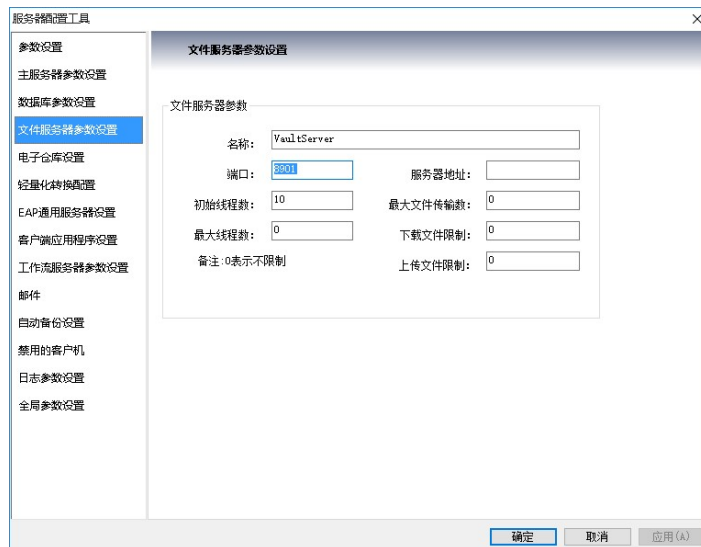 服务器配置工具
参数设置
主服务器参数设置
数据库参数设置
文件服务器参数设置
电子仓库设置
轻量化转换配置
EAP通用服务器设置
客户端应用程序设置
工作流服务器参数设置
邮件
自动备份设置
禁用的客户机
日志参数设置
全局参数设置
文件服务器参数设置
文件服务器参数
名称： VaultServer
端口： 8901 服务器地址：
初始线程数： 10 最大文件传输数： 0
最大线程数： 0 下载文件限制： 0
备注:0表示不限制 上传文件限制： 0
确定 取消 应用(A)